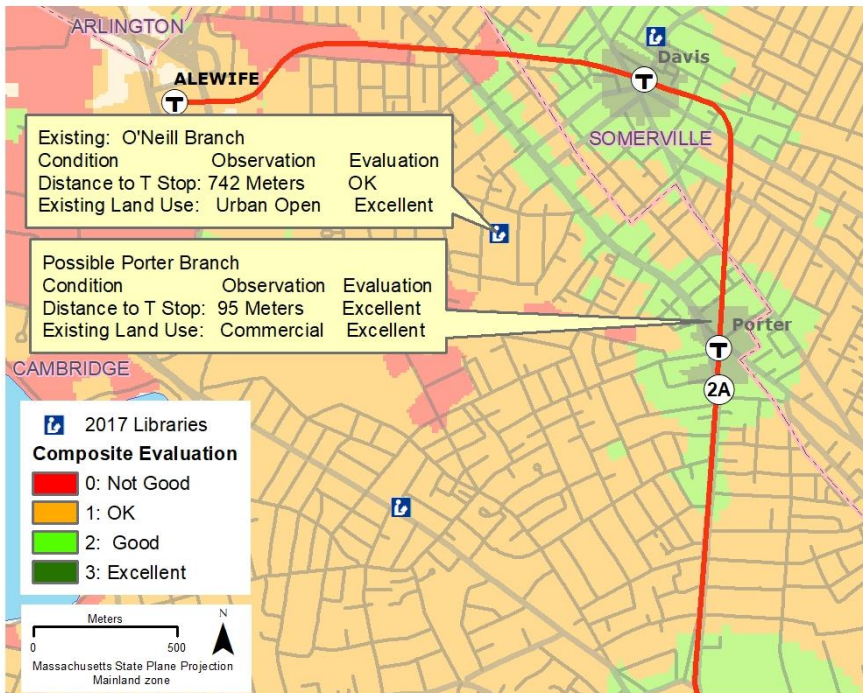 ARLINGTON
ALEWIFE
T
Davis
T
SOMERVILLE
Existing: O'Neill Branch
Condition Observation Evaluation
Distance to T Stop: 742 Meters OK
Existing Land Use: Urban Open Excellent
Possible Porter Branch
Condition Observation Evaluation
Distance to T Stop: 95 Meters Excellent
Existing Land Use: Commercial Excellent
Porter
T
2A
CAMBRIDGE
2017 Libraries
Composite Evaluation
0: Not Good
1: OK
2: Good
3: Excellent
Meters
0 500
N
Massachusetts State Plane Projection
Mainland zone